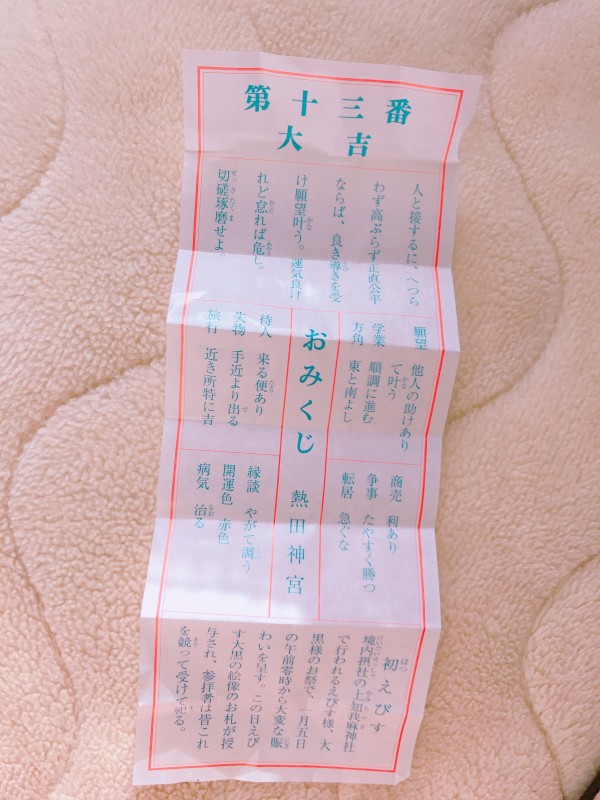 第十三番
大吉
人と接するに、へつら
わず高ぶらず正直公平
ならば、良き導きを受
け願望叶う。運気良け
れど怠れば危し。
切磋琢磨せよ。
願望 他人の助けあり
て叶う
学業 順調に進む
方角 東と南よし
商売 利あり
争事 たやすく勝つ
転居 急ぐな
おみくじ 熱田神宮
待人 来る便あり
失物 手近より出る
旅行 近き所特に吉
縁談 やがて調う
開運色 赤色
病気 治る
初えびす
境内摂社の上知我麻神社
で行われるえびす様、大
黒様のお祭で、一月五日
の午前零時から大変な賑
わいを呈す。この日えび
す大黒の絵像のお札が授
与され、参拝者は皆これ
を競って受けて祀る。